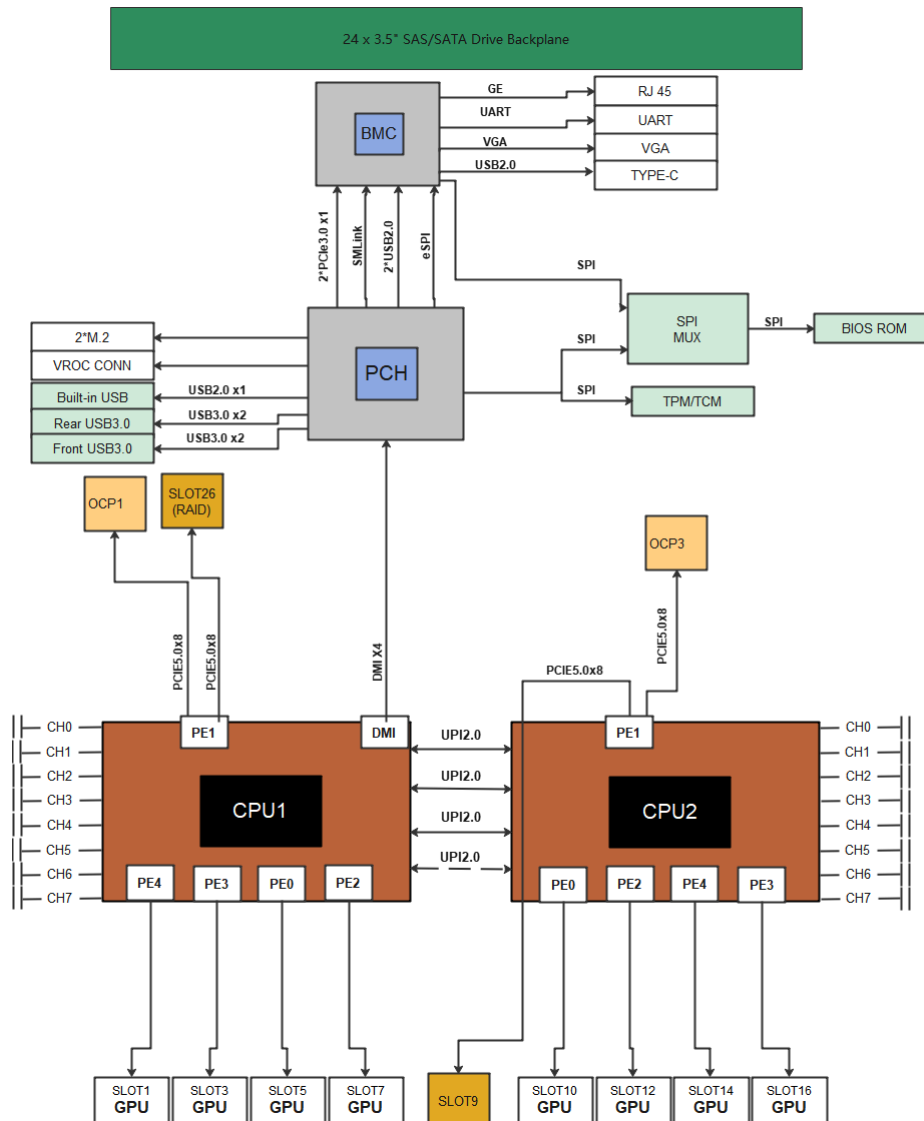 24 x 3.5" SAS/SATA Drive Backplane
BMC
GE
UART
VGA
USB2.0
RJ 45
UART
VGA
TYPE-C
2*PCIe3.0 x1
SMLink
2*USB2.0
eSPI
SPI
PCH
SPI
SPI
SPI
MUX
SPI
BIOS ROM
TPM/TCM
2*M.2
VROC CONN
Built-in USB
USB2.0 x1
Rear USB3.0
USB3.0 x2
Front USB3.0
USB3.0 x2
OCP1
SLOT26
(RAID)
OCP3
PCIE5.0x8
PCIE5.0x8
DMI X4
PCIE5.0x8
PCIE5.0x8
CH0
CH1
CH2
CH3
CH4
CH5
CH6
CH7
PE1
DMI
CPU1
PE4
PE3
PE0
PE2
UPI2.0
UPI2.0
UPI2.0
UPI2.0
PE1
CPU2
PE0
PE2
PE4
PE3
CH0
CH1
CH2
CH3
CH4
CH5
CH6
CH7
SLOT1
GPU
SLOT3
GPU
SLOT5
GPU
SLOT7
GPU
SLOT9
SLOT10
GPU
SLOT12
GPU
SLOT14
GPU
SLOT16
GPU